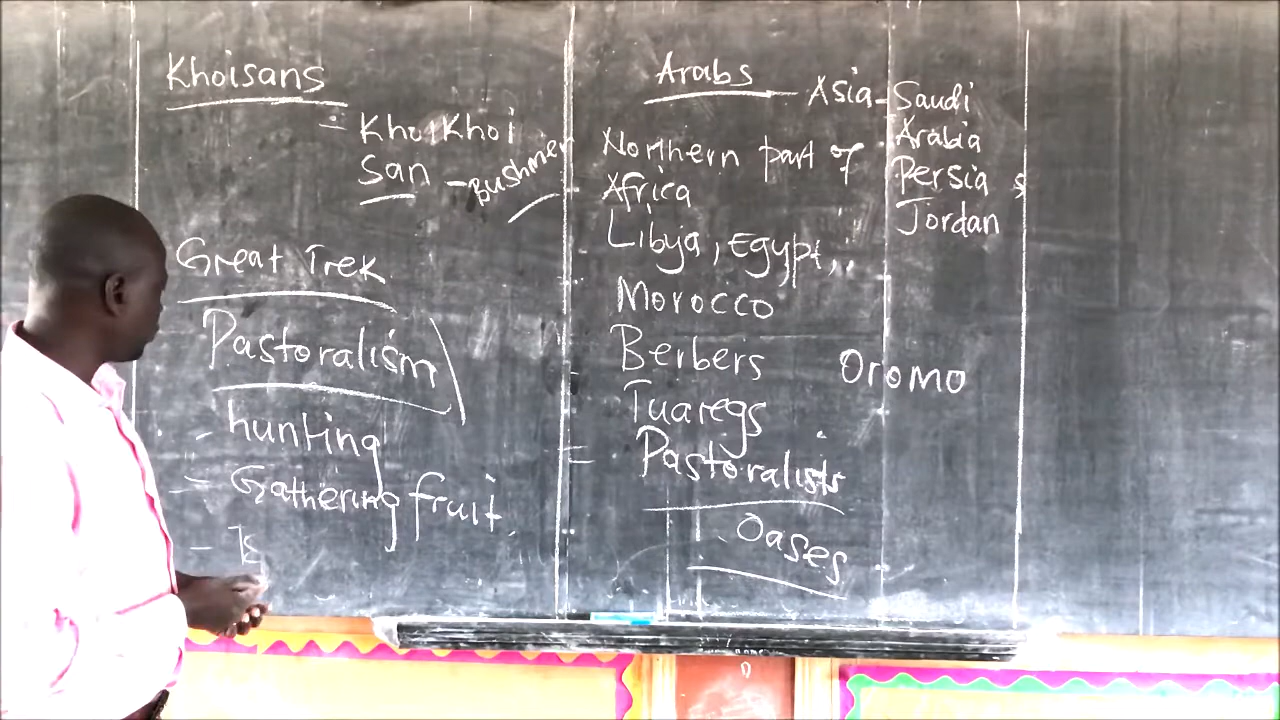 Khoisans
= KhoiKhoi
San - Bushmen
Great Trek
Pastoralism
hunting
- Gathering fruit
Arabs - Asia - Saudi
Arabia
Persia
Jordan
Northern part of
Africa
Libya, Egypt,
Morocco
Berbers
Oromo
Tuaregs
= Pastoralists
Oases